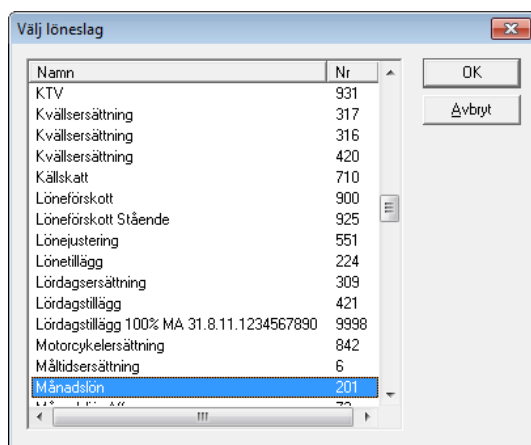 Välj löneslag
Namn Nr
KTV 931
Kvällsersättning 317
Kvällsersättning 316
Kvällsersättning 420
Källskatt 710
Löneförskott 900
Löneförskott Stående 925
Lönejustering 551
Lönetillägg 224
Lördagsersättning 309
Lördagstillägg 421
Lördagstillägg 100% MA 31.8.11.1234567890 9998
Motorcykelersättning 842
Måltidsersättning 6
Månadslön 201
OK
Avbryt